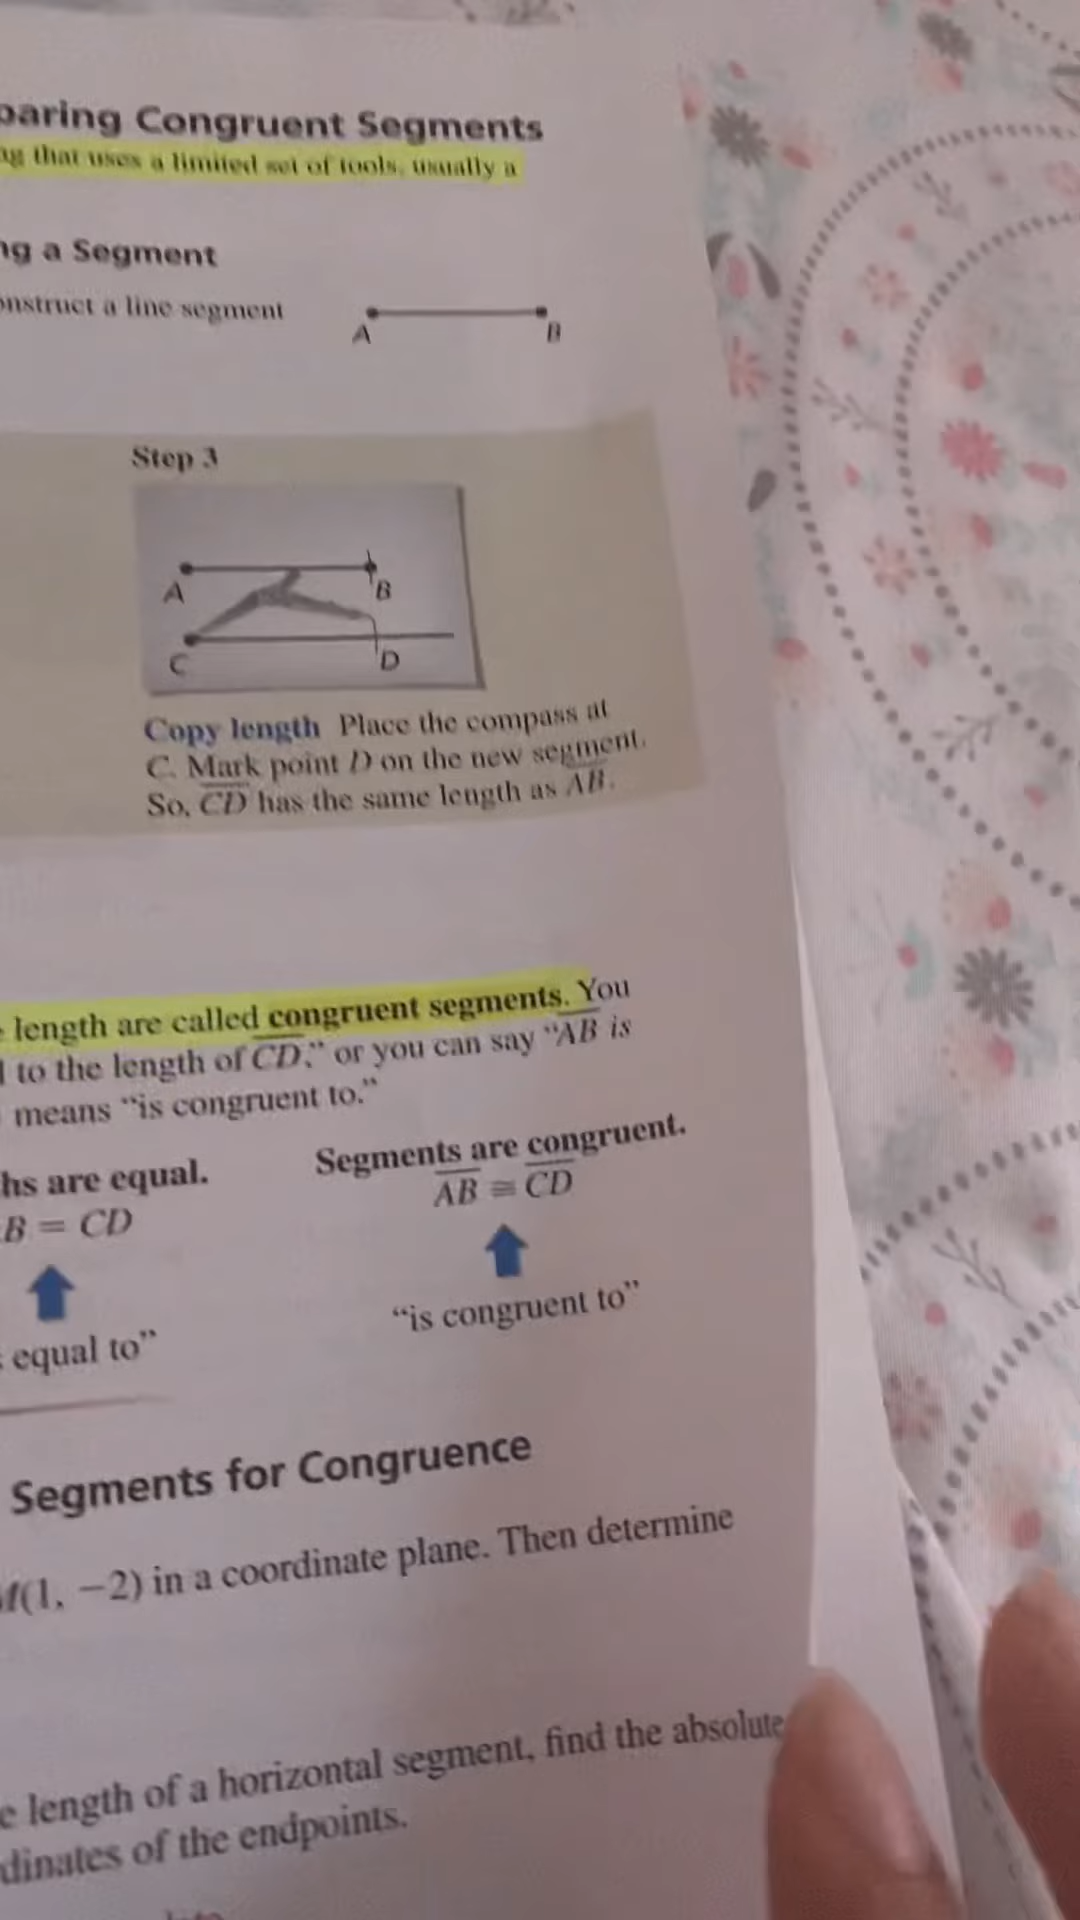 paring Congruent Segments
ng that uses a limited set of tools, usually a
ng a Segment
onstruct a line segment
A B
Step 3
A B
C D
Copy length Place the compass at
C. Mark point D on the new segment.
So, CD has the same length as AB.
length are called congruent segments. You
to the length of CD,” or you can say “AB is
means “is congruent to.”
hs are equal. Segments are congruent.
B = CD AB ≅ CD
equal to” “is congruent to”
Segments for Congruence
(1, −2) in a coordinate plane. Then determine
e length of a horizontal segment, find the absolute
dinates of the endpoints.